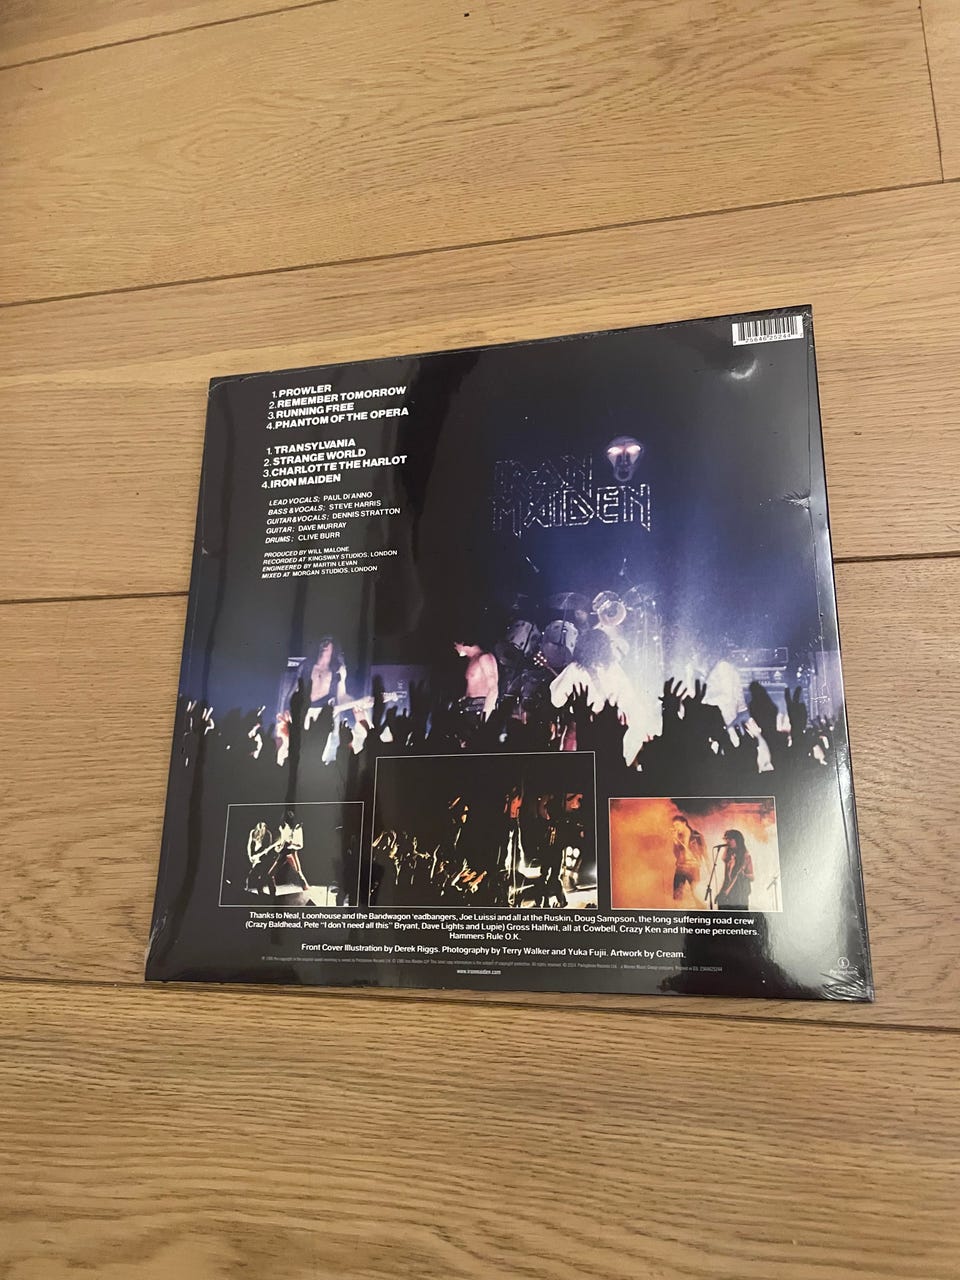 25646 25244
1. PROWLER
2. REMEMBER TOMORROW
3. RUNNING FREE
4. PHANTOM OF THE OPERA
1. TRANSYLVANIA
2. STRANGE WORLD
3. CHARLOTTE THE HARLOT
4. IRON MAIDEN
LEAD VOCALS; PAUL DI'ANNO
BASS & VOCALS; STEVE HARRIS
GUITAR & VOCALS; DENNIS STRATTON
GUITAR; DAVE MURRAY
DRUMS; CLIVE BURR
PRODUCED BY WILL MALONE
RECORDED AT KINGSWAY STUDIOS. LONDON
ENGINEERED BY MARTIN LEVAN
MIXED AT MORGAN STUDIOS. LONDON
IRON
MAIDEN
Thanks to Neal, Loonhouse and the Bandwagon 'eadbangers, Joe Luissi and all at the Ruskin, Doug Sampson, the long suffering road crew
(Crazy Baldhead, Pete "I don't need all this" Bryant, Dave Lights and Lupie) Gross Halfwit, all at Cowbell, Crazy Ken and the one percenters.
Hammers Rule O.K.
Front Cover Illustration by Derek Riggs. Photography by Terry Walker and Yuka Fujii. Artwork by Cream.
www.ironmaiden.com
Parlophone